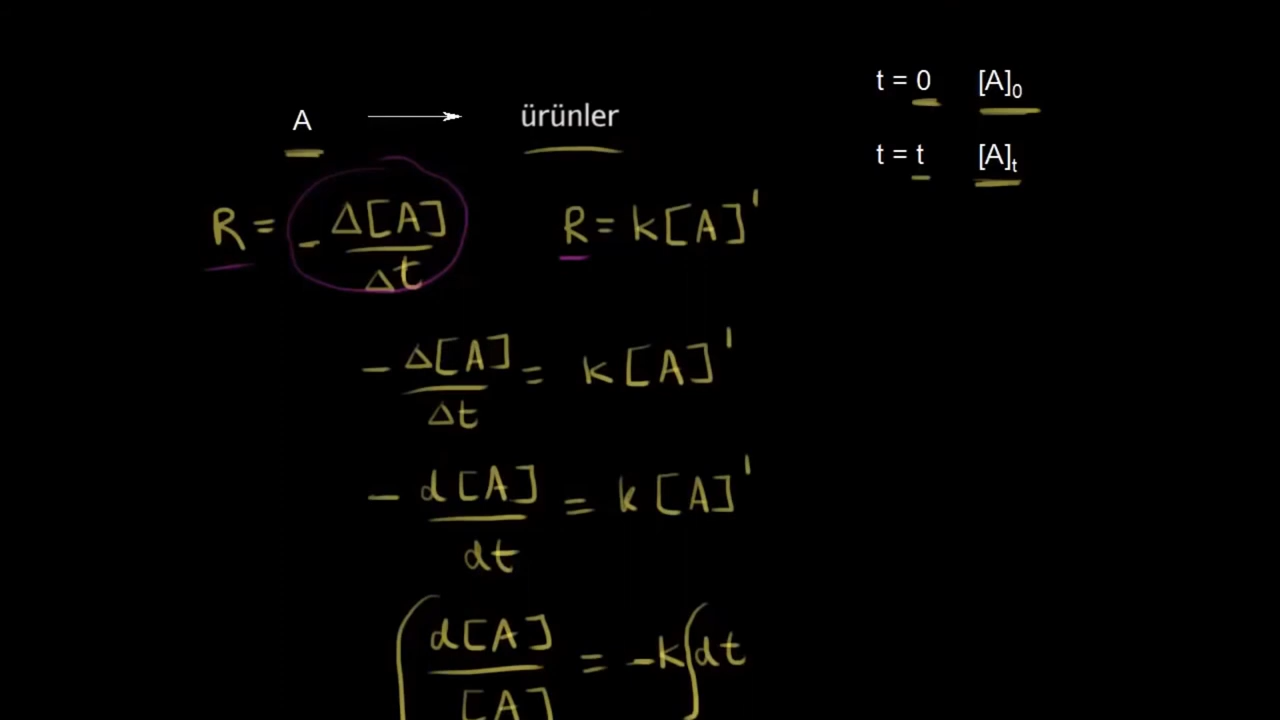 A ⟶ ürünler
t = 0 [A]₀
t = t [A]ₜ
R = - Δ[A]/Δt R = k[A]¹
- Δ[A]/Δt = k[A]¹
- d[A]/dt = k[A]¹
∫ d[A]/[A] = -k∫dt